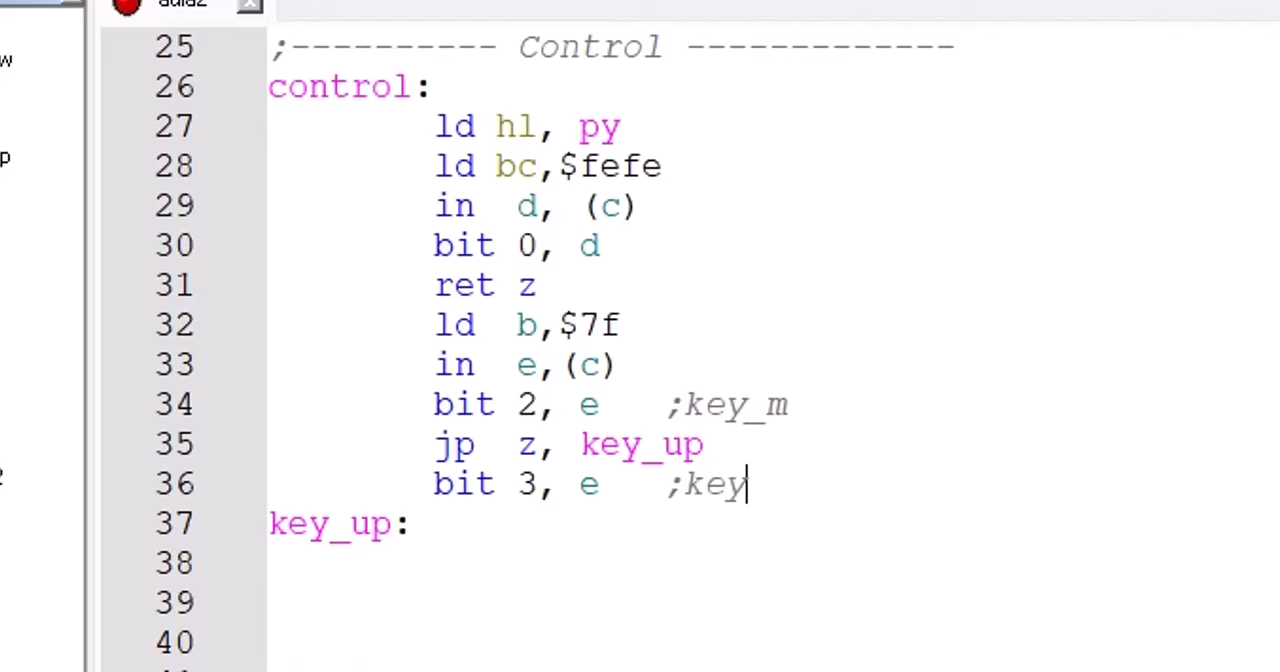 aula2
w
25 ;---------- Control -------------
26 control:
27 ld hl, py
p
28 ld bc,$fefe
29 in d, (c)
30 bit 0, d
31 ret z
32 ld b,$7f
33 in e,(c)
34 bit 2, e ;key_m
35 jp z, key_up
36 bit 3, e ;key
37 key_up:
38
39
40